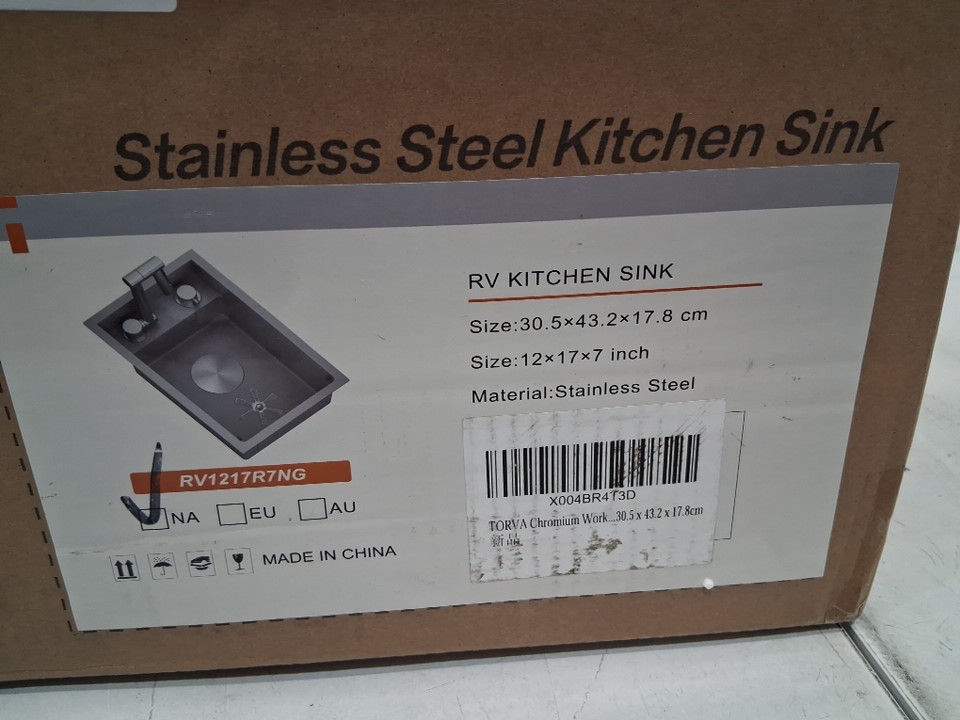 Stainless Steel Kitchen Sink
RV KITCHEN SINK
Size:30.5×43.2×17.8 cm
Size:12×17×7 inch
Material:Stainless Steel
RV1217R7NG
NA EU AU
MADE IN CHINA
X004BR4T3D
TORVA Chromium Work...30.5 x 43.2 x 17.8cm
新品